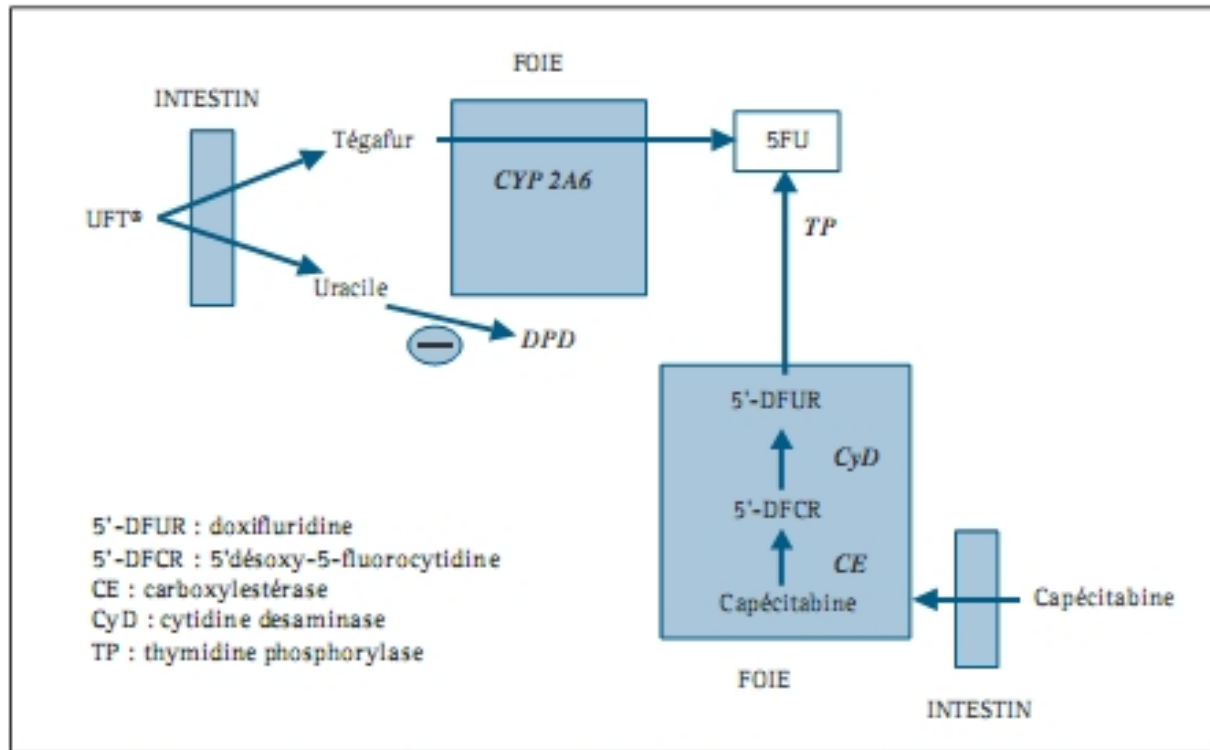 FOIE
INTESTIN
Tégafur
5FU
CYP 2A6
UFT®
TP
Uracile
DPD
5'-DFUR
CyD
5'-DFCR
CE
Capécitabine
Capécitabine
FOIE
INTESTIN
5'-DFUR : doxifluridine
5'-DFCR : 5'désoxy-5-fluorocytidine
CE : carboxylestérase
CyD : cytidine desaminase
TP : thymidine phosphorylase